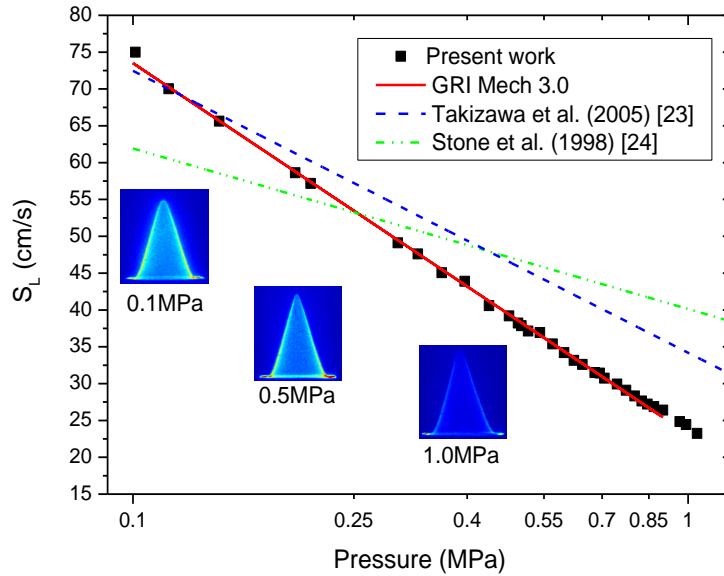 80
75
70
65
60
55
50
45
40
35
30
25
20
15
S_L (cm/s)
Present work
GRI Mech 3.0
Takizawa et al. (2005) [23]
Stone et al. (1998) [24]
0.1MPa
0.5MPa
1.0MPa
0.1 0.25 0.4 0.55 0.7 0.85 1
Pressure (MPa)